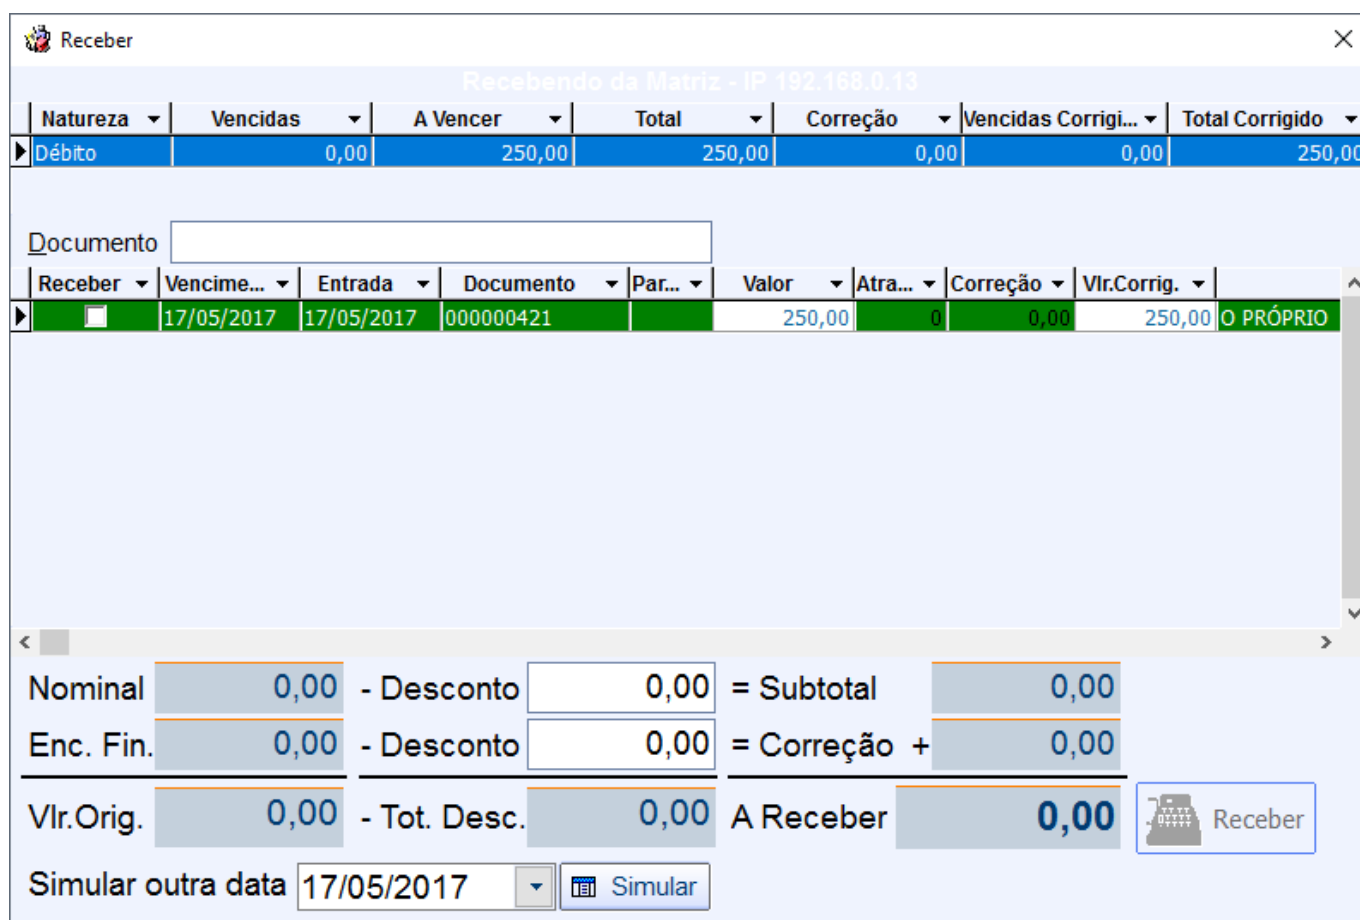 Receber
Recebendo da Matriz - IP 192.168.0.13
Natureza Vencidas A Vencer Total Correção Vencidas Corrigi... Total Corrigido
Débito 0,00 250,00 250,00 0,00 0,00 250,00
Documento
Receber Vencime... Entrada Documento Par... Valor Atra... Correção Vlr.Corrig.
17/05/2017 17/05/2017 000000421 250,00 0 0,00 250,00 O PRÓPRIO
Nominal 0,00 - Desconto 0,00 = Subtotal 0,00
Enc. Fin. 0,00 - Desconto 0,00 = Correção + 0,00
Vlr.Orig. 0,00 - Tot. Desc. 0,00 A Receber 0,00 Receber
Simular outra data 17/05/2017 Simular